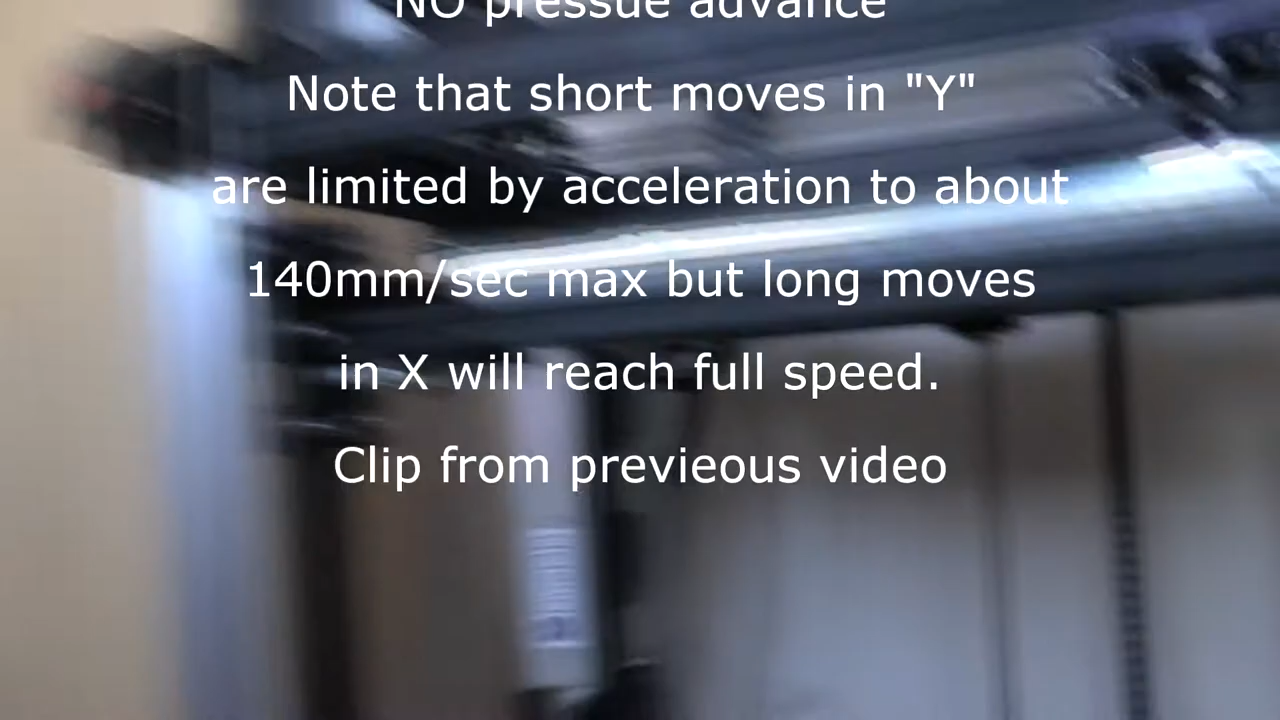 NO pressue advance
Note that short moves in "Y"
are limited by acceleration to about
140mm/sec max but long moves
in X will reach full speed.
Clip from previeous video